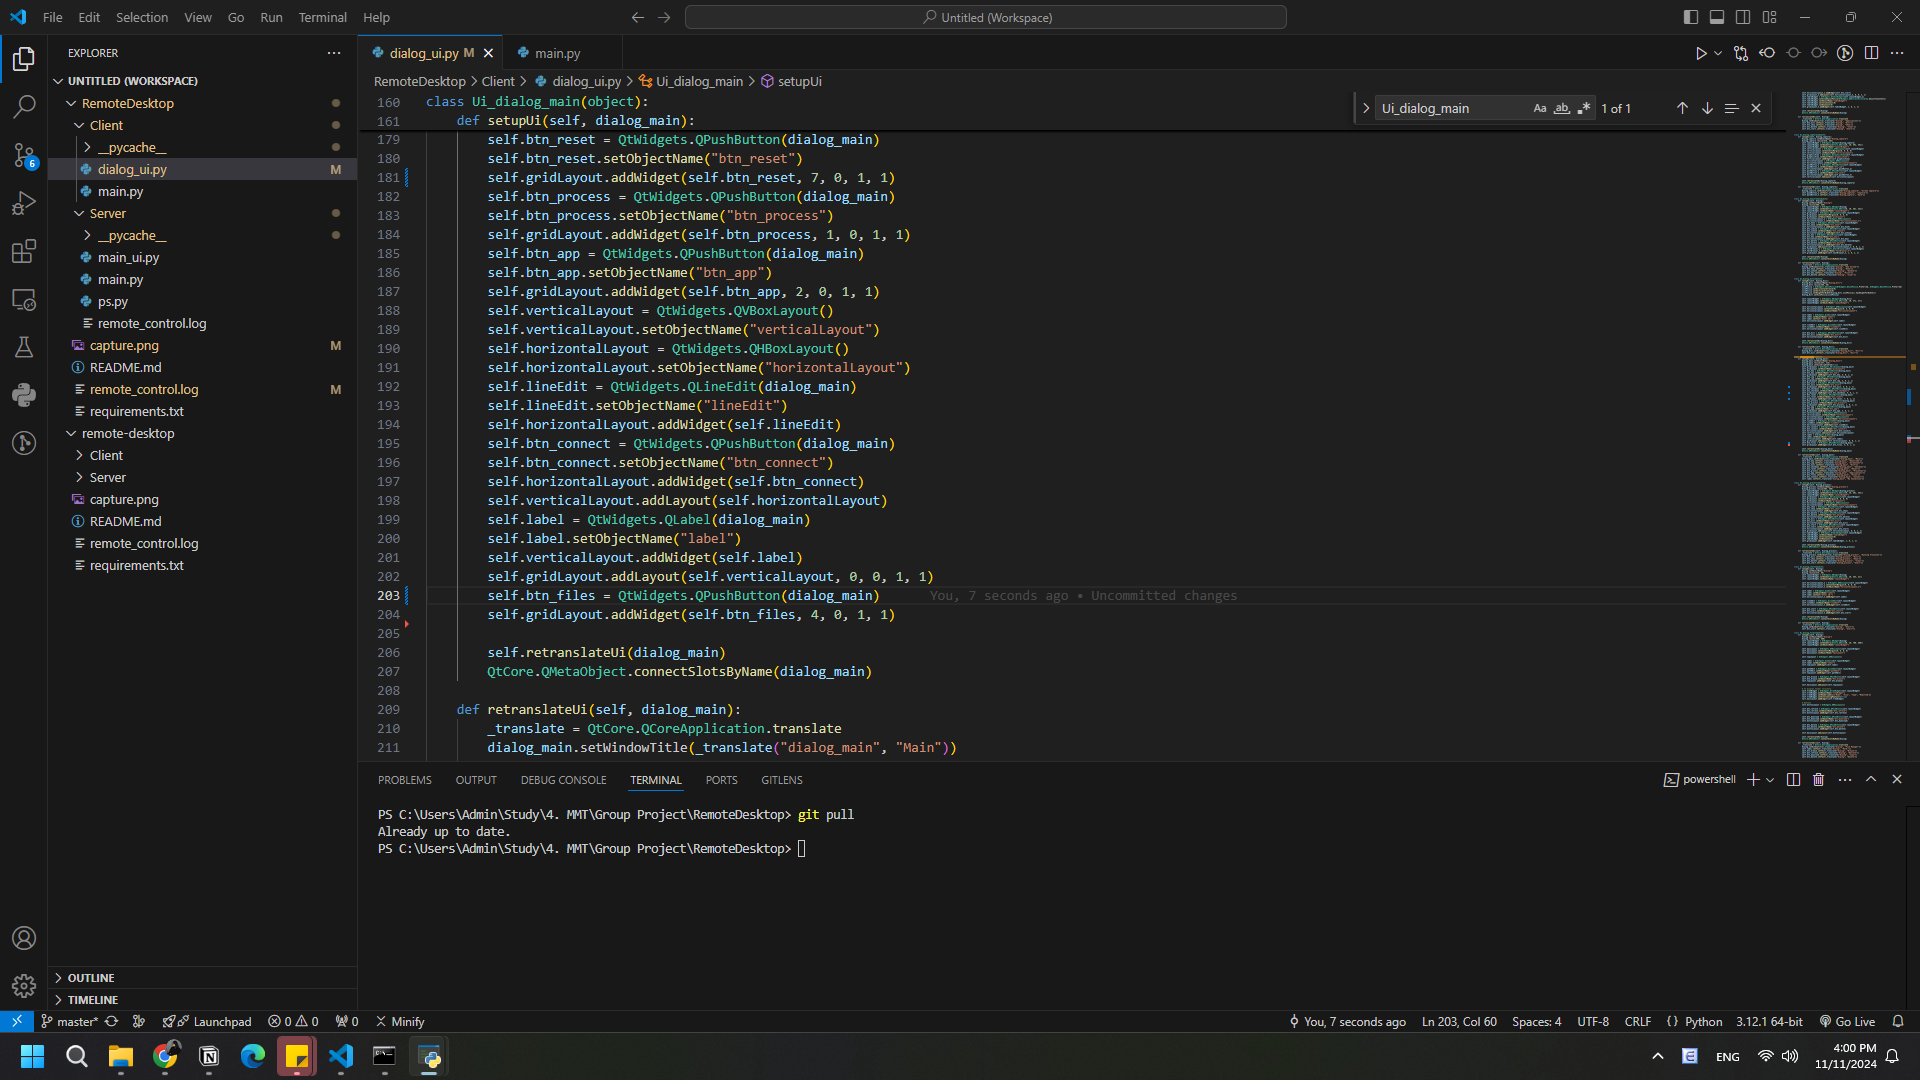 File Edit Selection View Go Run Terminal Help
Untitled (Workspace)
EXPLORER
UNTITLED (WORKSPACE)
RemoteDesktop
Client
__pycache__
dialog_ui.py M
main.py
Server
__pycache__
main_ui.py
main.py
ps.py
remote_control.log
capture.png M
README.md
remote_control.log M
requirements.txt
remote-desktop
Client
Server
capture.png
README.md
remote_control.log
requirements.txt
OUTLINE
TIMELINE
6
dialog_ui.py M
main.py
RemoteDesktop > Client > dialog_ui.py > Ui_dialog_main > setupUi
Ui_dialog_main Aa ab 1 of 1
160 class Ui_dialog_main(object):
161 def setupUi(self, dialog_main):
179 self.btn_reset = QtWidgets.QPushButton(dialog_main)
180 self.btn_reset.setObjectName("btn_reset")
181 self.gridLayout.addWidget(self.btn_reset, 7, 0, 1, 1)
182 self.btn_process = QtWidgets.QPushButton(dialog_main)
183 self.btn_process.setObjectName("btn_process")
184 self.gridLayout.addWidget(self.btn_process, 1, 0, 1, 1)
185 self.btn_app = QtWidgets.QPushButton(dialog_main)
186 self.btn_app.setObjectName("btn_app")
187 self.gridLayout.addWidget(self.btn_app, 2, 0, 1, 1)
188 self.verticalLayout = QtWidgets.QVBoxLayout()
189 self.verticalLayout.setObjectName("verticalLayout")
190 self.horizontalLayout = QtWidgets.QHBoxLayout()
191 self.horizontalLayout.setObjectName("horizontalLayout")
192 self.lineEdit = QtWidgets.QLineEdit(dialog_main)
193 self.lineEdit.setObjectName("lineEdit")
194 self.horizontalLayout.addWidget(self.lineEdit)
195 self.btn_connect = QtWidgets.QPushButton(dialog_main)
196 self.btn_connect.setObjectName("btn_connect")
197 self.horizontalLayout.addWidget(self.btn_connect)
198 self.verticalLayout.addLayout(self.horizontalLayout)
199 self.label = QtWidgets.QLabel(dialog_main)
200 self.label.setObjectName("label")
201 self.verticalLayout.addWidget(self.label)
202 self.gridLayout.addLayout(self.verticalLayout, 0, 0, 1, 1)
203 self.btn_files = QtWidgets.QPushButton(dialog_main) You, 7 seconds ago • Uncommitted changes
204 self.gridLayout.addWidget(self.btn_files, 4, 0, 1, 1)
205
206 self.retranslateUi(dialog_main)
207 QtCore.QMetaObject.connectSlotsByName(dialog_main)
208
209 def retranslateUi(self, dialog_main):
210 _translate = QtCore.QCoreApplication.translate
211 dialog_main.setWindowTitle(_translate("dialog_main", "Main"))
PROBLEMS OUTPUT DEBUG CONSOLE TERMINAL PORTS GITLENS
powershell
PS C:\Users\Admin\Study\4. MMT\Group Project\RemoteDesktop> git pull
Already up to date.
PS C:\Users\Admin\Study\4. MMT\Group Project\RemoteDesktop>
master* Launchpad 0 0 0 Minify
You, 7 seconds ago Ln 203, Col 60 Spaces: 4 UTF-8 CRLF { } Python 3.12.1 64-bit Go Live
ENG
4:00 PM
11/11/2024